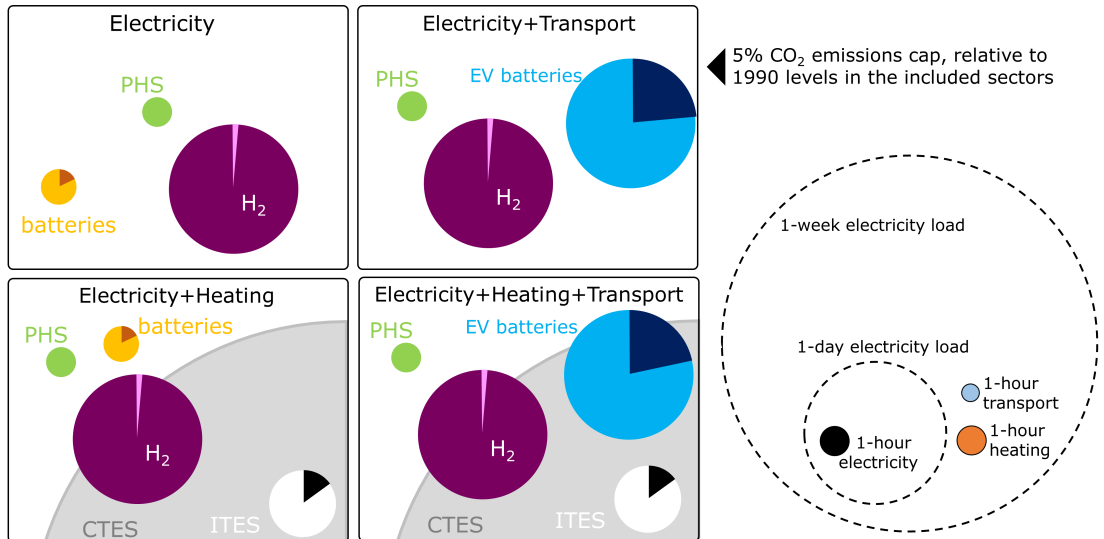 Electricity
PHS
batteries
H₂
Electricity+Transport
PHS
EV batteries
H₂
5% CO₂ emissions cap, relative to
1990 levels in the included sectors
Electricity+Heating
PHS
batteries
H₂
CTES
ITES
Electricity+Heating+Transport
PHS
EV batteries
H₂
CTES
ITES
1-week electricity load
1-day electricity load
1-hour
transport
1-hour
heating
1-hour
electricity